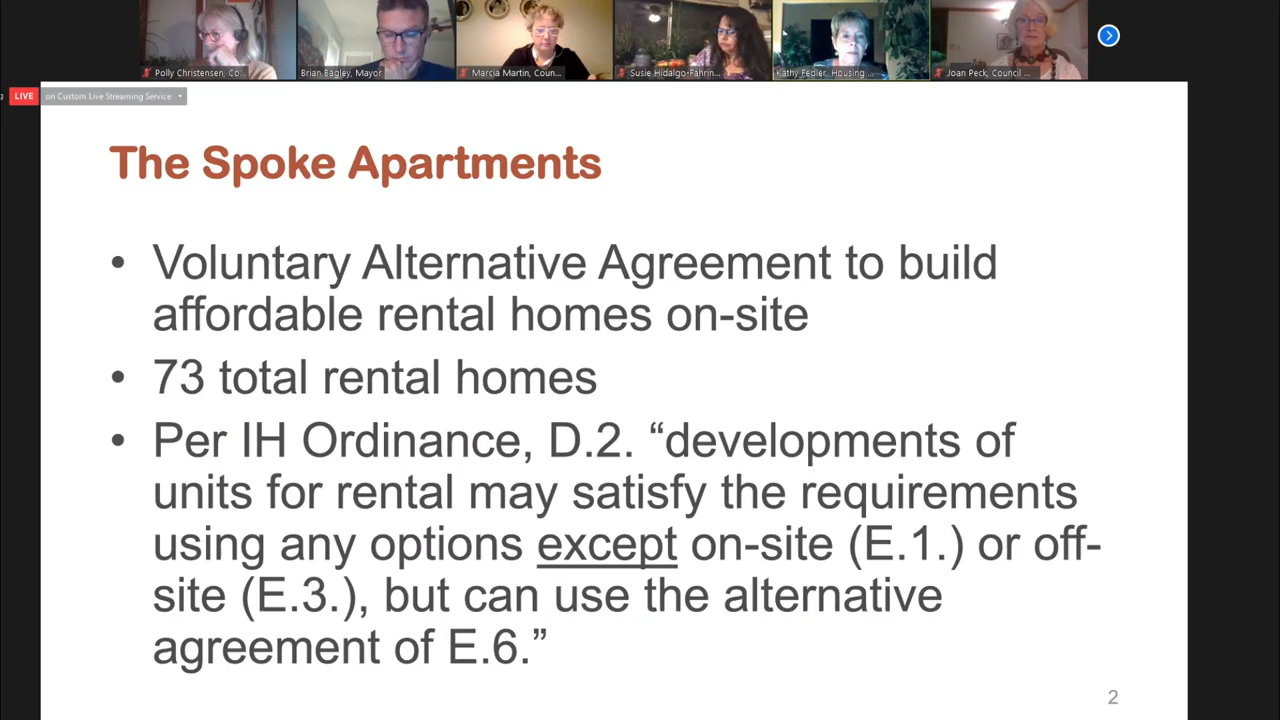 Polly Christensen, Co...
Brian Bagley, Mayor
Marcia Martin, Coun...
Susie Hidalgo-Fahrin...
Kathy Fedler, Housing ...
Joan Peck, Council ...
LIVE on Custom Live Streaming Service
The Spoke Apartments
• Voluntary Alternative Agreement to build
affordable rental homes on-site
• 73 total rental homes
• Per IH Ordinance, D.2. “developments of
units for rental may satisfy the requirements
using any options except on-site (E.1.) or off-
site (E.3.), but can use the alternative
agreement of E.6.”
2